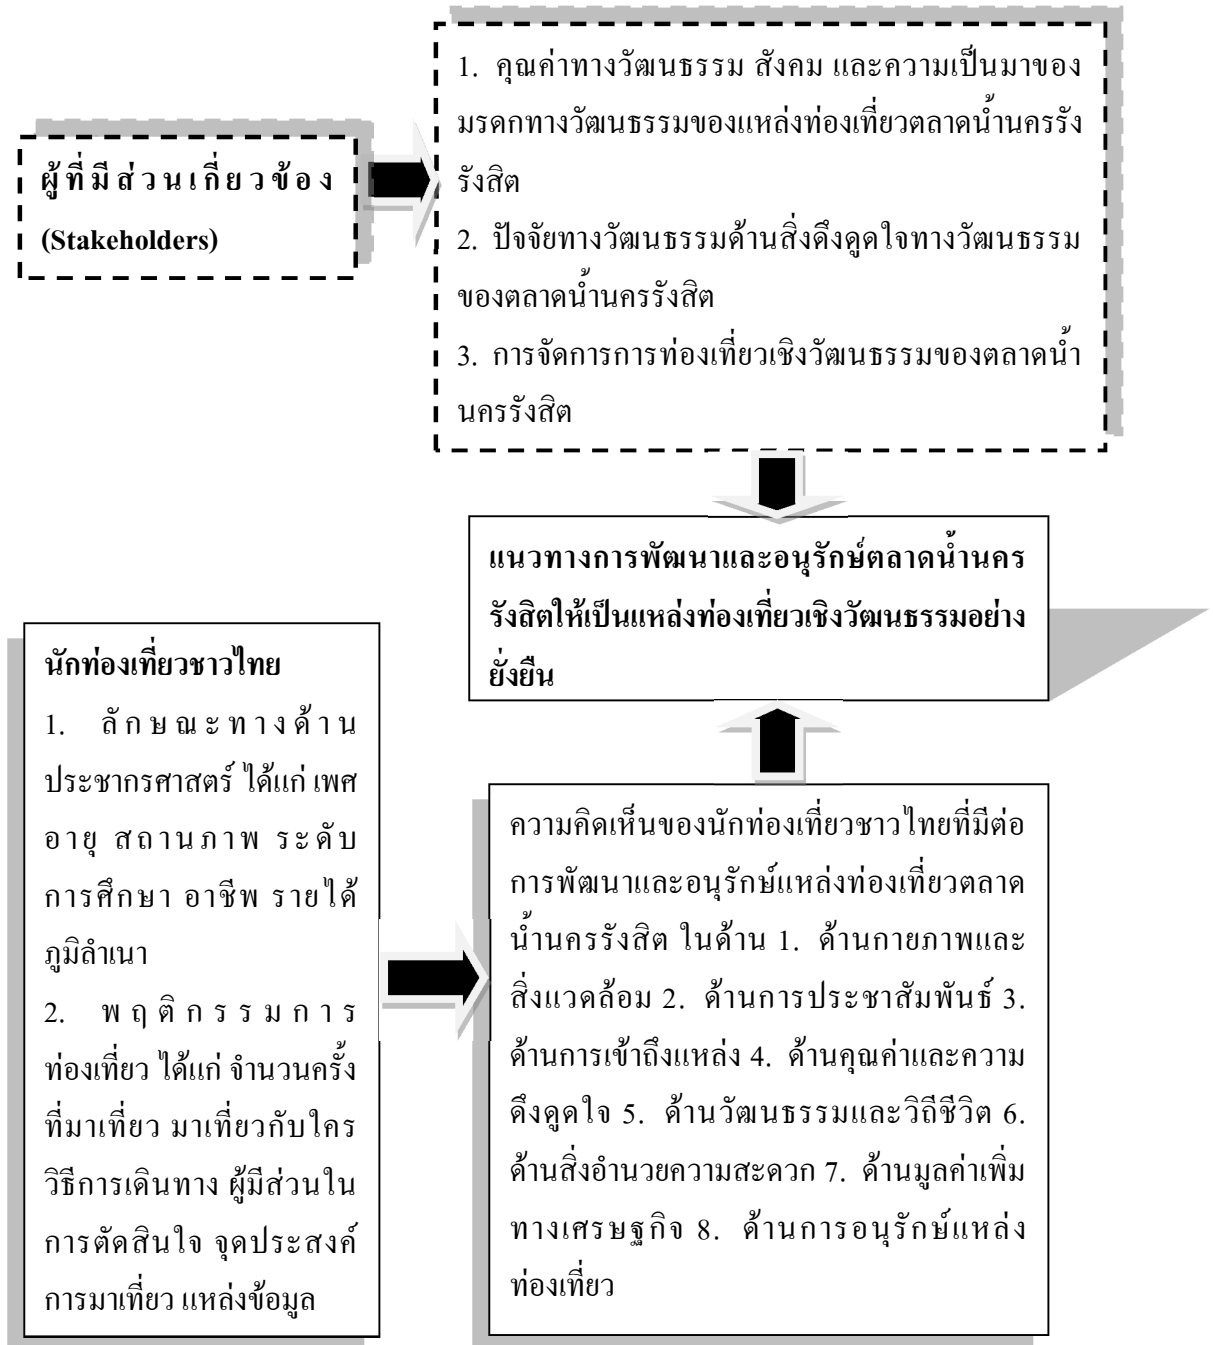 1. คุณค่าทางวัฒนธรรม สังคม และความเป็นมาของ
มรดกทางวัฒนธรรมของแหล่งท่องเที่ยวตลาดน้ำนครรัง
รังสิต
2. ปัจจัยทางวัฒนธรรมด้านสิ่งดึงดูดใจทางวัฒนธรรม
ของตลาดน้ำนครรังสิต
3. การจัดการการท่องเที่ยวเชิงวัฒนธรรมของตลาดน้ำ
นครรังสิต
ผู้ที่มีส่วนเกี่ยวข้อง
(Stakeholders)
แนวทางการพัฒนาและอนุรักษ์ตลาดน้ำนคร
รังสิตให้เป็นแหล่งท่องเที่ยวเชิงวัฒนธรรมอย่าง
ยั่งยืน
นักท่องเที่ยวชาวไทย
1. ลักษณะทางด้าน
ประชากรศาสตร์ ได้แก่ เพศ
อายุ สถานภาพ ระดับ
การศึกษา อาชีพ รายได้
ภูมิลำเนา
2. พฤติกรรมการ
ท่องเที่ยว ได้แก่ จำนวนครั้ง
ที่มาเที่ยว มาเที่ยวกับใคร
วิธีการเดินทาง ผู้มีส่วนใน
การตัดสินใจ จุดประสงค์
การมาเที่ยว แหล่งข้อมูล
ความคิดเห็นของนักท่องเที่ยวชาวไทยที่มีต่อ
การพัฒนาและอนุรักษ์แหล่งท่องเที่ยวตลาด
น้ำนครรังสิต ในด้าน 1. ด้านกายภาพและ
สิ่งแวดล้อม 2. ด้านการประชาสัมพันธ์ 3.
ด้านการเข้าถึงแหล่ง 4. ด้านคุณค่าและความ
ดึงดูดใจ 5. ด้านวัฒนธรรมและวิถีชีวิต 6.
ด้านสิ่งอำนวยความสะดวก 7. ด้านมูลค่าเพิ่ม
ทางเศรษฐกิจ 8. ด้านการอนุรักษ์แหล่ง
ท่องเที่ยว